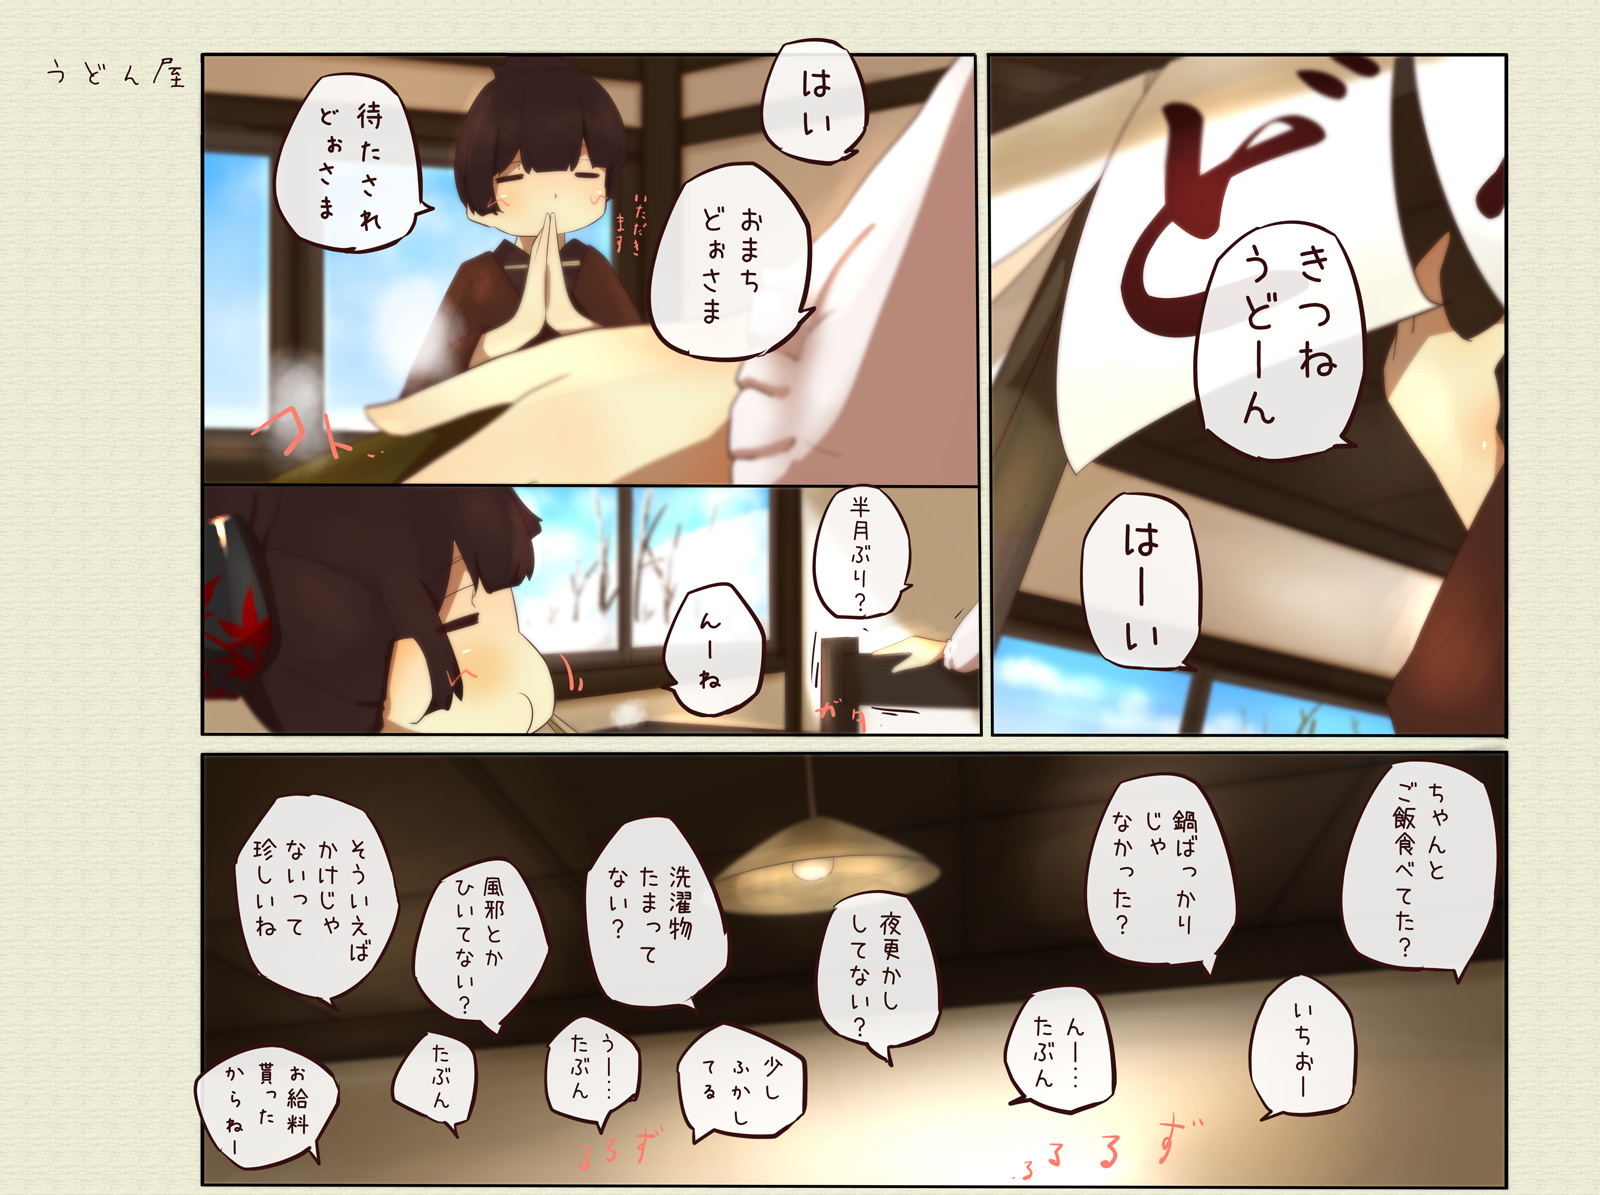 うどん屋
ど
きつね
うどーん
はーい
はい
おまち
どぉさま
いただき
ます
待たされ
どぉさま
コト…
半月ぶり？
ガタ
んーね
ちゃんと
ご飯食べてた？
いちおー
鍋ばっかり
じゃ
なかった？
んー…
たぶん
ずるるる
夜更かし
してない？
少し
ふかし
てる
洗濯物
たまって
ない？
うー…
たぶん
ずるる
風邪とか
ひいてない？
たぶん
そういえば
かけじゃ
ないって
珍しいね
お給料
貰った
からねー